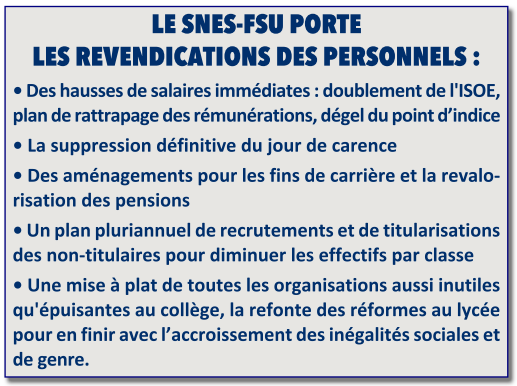 LE SNES-FSU PORTE
LES REVENDICATIONS DES PERSONNELS :
• Des hausses de salaires immédiates : doublement de l'ISOE,
plan de rattrapage des rémunérations, dégel du point d’indice
• La suppression définitive du jour de carence
• Des aménagements pour les fins de carrière et la revalo-
risation des pensions
• Un plan pluriannuel de recrutements et de titularisations
des non-titulaires pour diminuer les effectifs par classe
• Une mise à plat de toutes les organisations aussi inutiles
qu'épuisantes au collège, la refonte des réformes au lycée
pour en finir avec l’accroissement des inégalités sociales et
de genre.